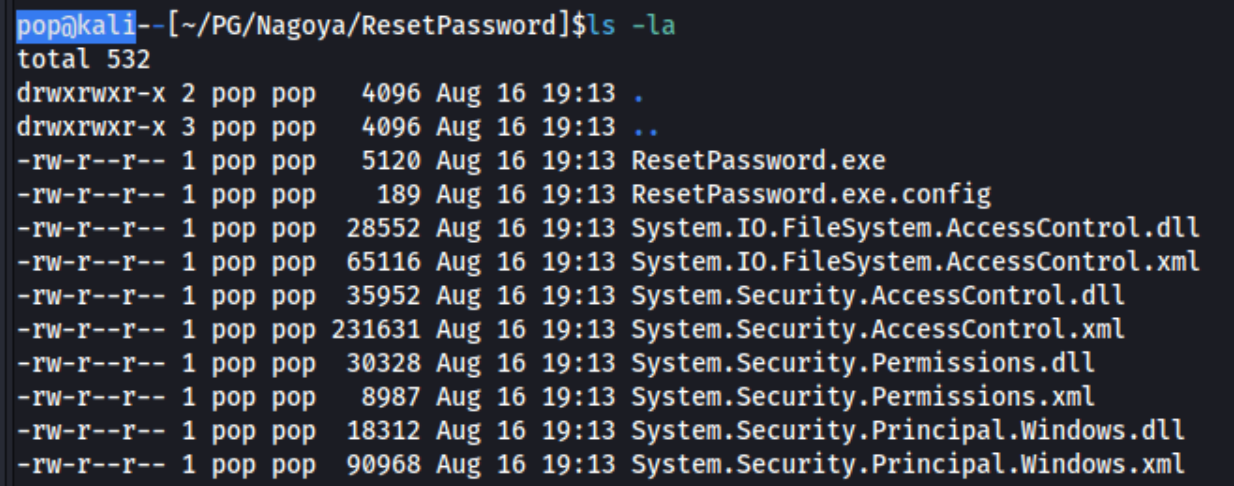 pop@kali--[~/PG/Nagoya/ResetPassword]$ls -la
total 532
drwxrwxr-x 2 pop pop   4096 Aug 16 19:13 .
drwxrwxr-x 3 pop pop   4096 Aug 16 19:13 ..
-rw-r--r-- 1 pop pop   5120 Aug 16 19:13 ResetPassword.exe
-rw-r--r-- 1 pop pop    189 Aug 16 19:13 ResetPassword.exe.config
-rw-r--r-- 1 pop pop  28552 Aug 16 19:13 System.IO.FileSystem.AccessControl.dll
-rw-r--r-- 1 pop pop  65116 Aug 16 19:13 System.IO.FileSystem.AccessControl.xml
-rw-r--r-- 1 pop pop  35952 Aug 16 19:13 System.Security.AccessControl.dll
-rw-r--r-- 1 pop pop 231631 Aug 16 19:13 System.Security.AccessControl.xml
-rw-r--r-- 1 pop pop  30328 Aug 16 19:13 System.Security.Permissions.dll
-rw-r--r-- 1 pop pop   8987 Aug 16 19:13 System.Security.Permissions.xml
-rw-r--r-- 1 pop pop  18312 Aug 16 19:13 System.Security.Principal.Windows.dll
-rw-r--r-- 1 pop pop  90968 Aug 16 19:13 System.Security.Principal.Windows.xml